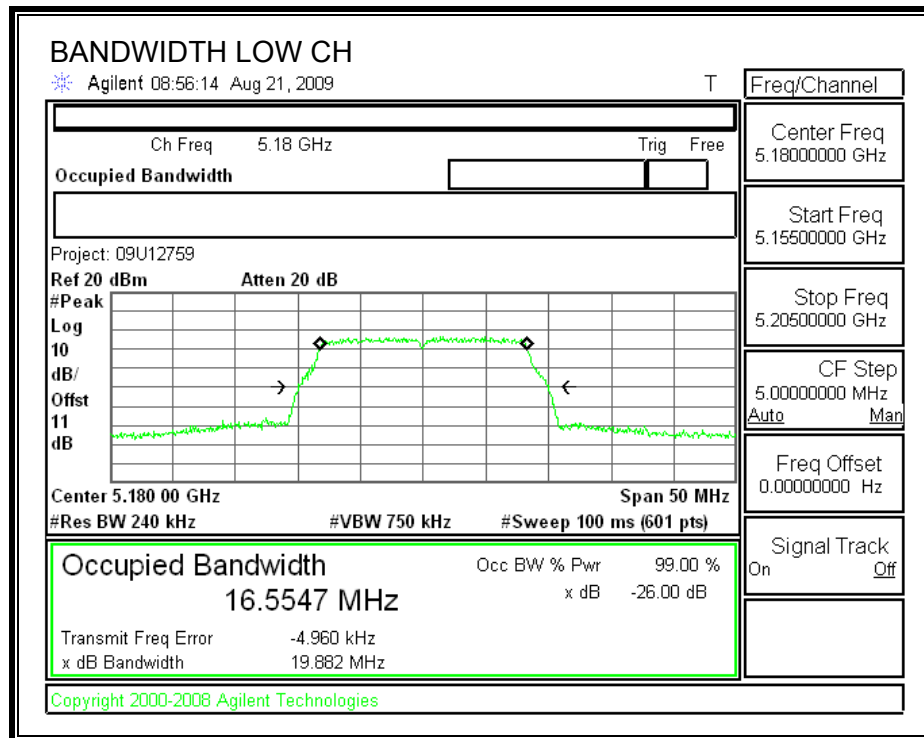 BANDWIDTH LOW CH
Agilent 08:56:14 Aug 21, 2009 T
Freq/Channel
Ch Freq 5.18 GHz Trig Free
Occupied Bandwidth
Project: 09U12759
Ref 20 dBm Atten 20 dB
#Peak
Log
10
dB/
Offst
11
dB
Center 5.180 00 GHz Span 50 MHz
#Res BW 240 kHz #VBW 750 kHz #Sweep 100 ms (601 pts)
Occupied Bandwidth Occ BW % Pwr 99.00 %
16.5547 MHz x dB -26.00 dB
Transmit Freq Error -4.960 kHz
x dB Bandwidth 19.882 MHz
Copyright 2000-2008 Agilent Technologies
Center Freq
5.18000000 GHz
Start Freq
5.15500000 GHz
Stop Freq
5.20500000 GHz
CF Step
5.00000000 MHz
Auto Man
Freq Offset
0.00000000 Hz
Signal Track
On Off